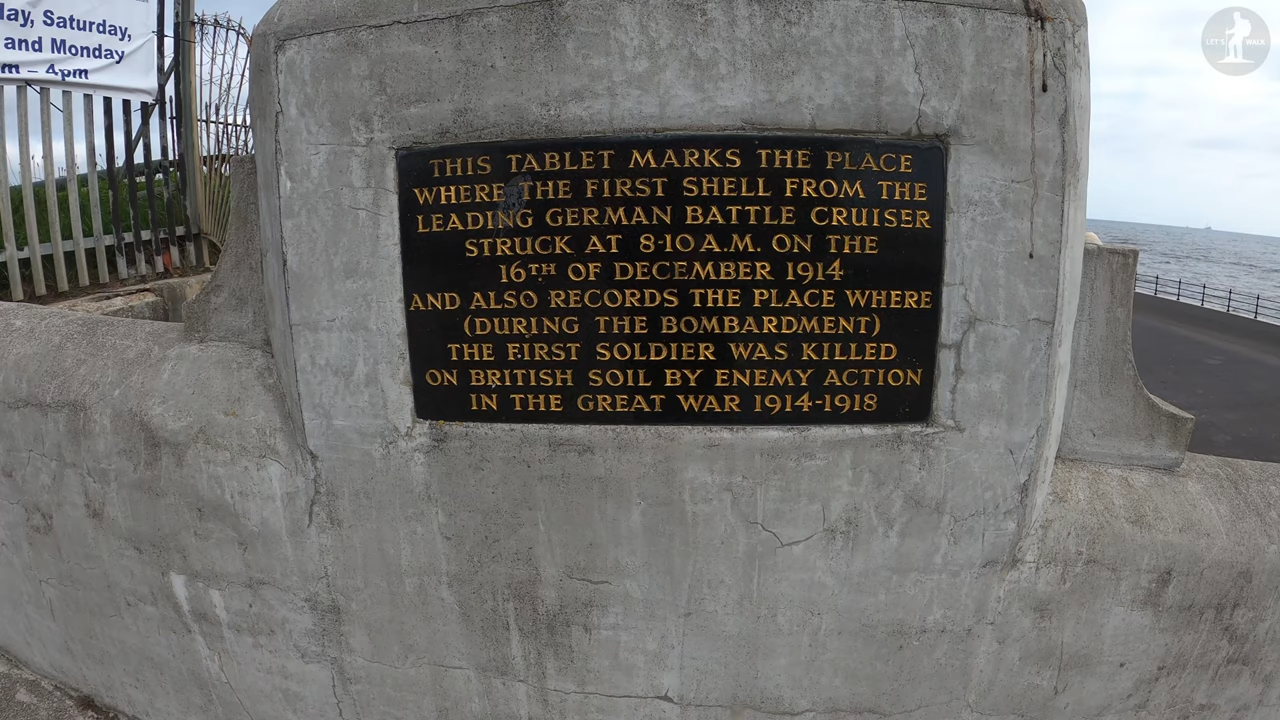 lay, Saturday,
and Monday
m – 4pm
LET'S WALK
THIS TABLET MARKS THE PLACE
WHERE THE FIRST SHELL FROM THE
LEADING GERMAN BATTLE CRUISER
STRUCK AT 8·10 A.M. ON THE
16TH OF DECEMBER 1914
AND ALSO RECORDS THE PLACE WHERE
(DURING THE BOMBARDMENT)
THE FIRST SOLDIER WAS KILLED
ON BRITISH SOIL BY ENEMY ACTION
IN THE GREAT WAR 1914-1918